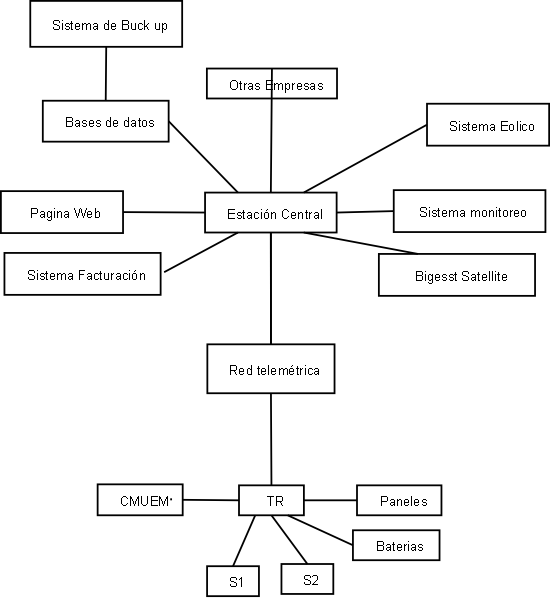 Sistema de Buck up
Otras Empresas
Bases de datos
Sistema Eolico
Pagina Web
Estación Central
Sistema monitoreo
Sistema Facturación
Bigesst Satellite
Red telemétrica
CMUEM*
TR
Paneles
Baterias
S1
S2